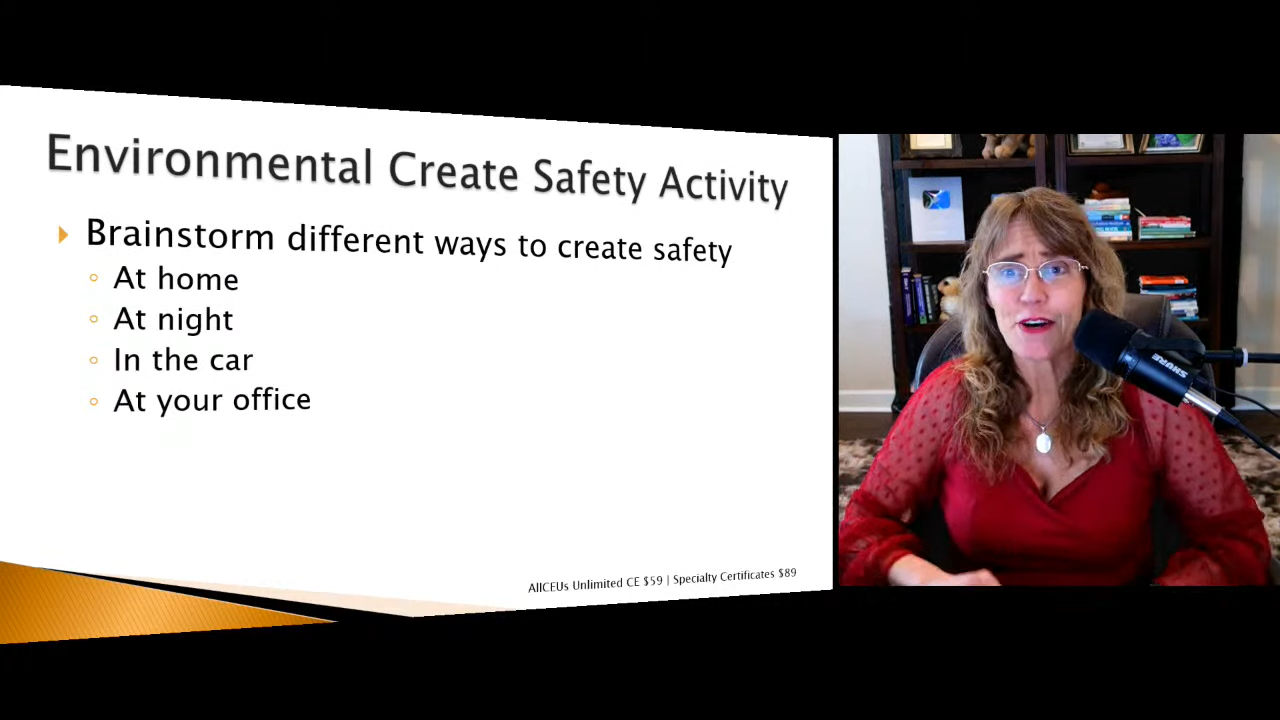 Environmental Create Safety Activity
Brainstorm different ways to create safety
At home
At night
In the car
At your office
AllCEUs Unlimited CE $59 | Specialty Certificates $89
SHURE